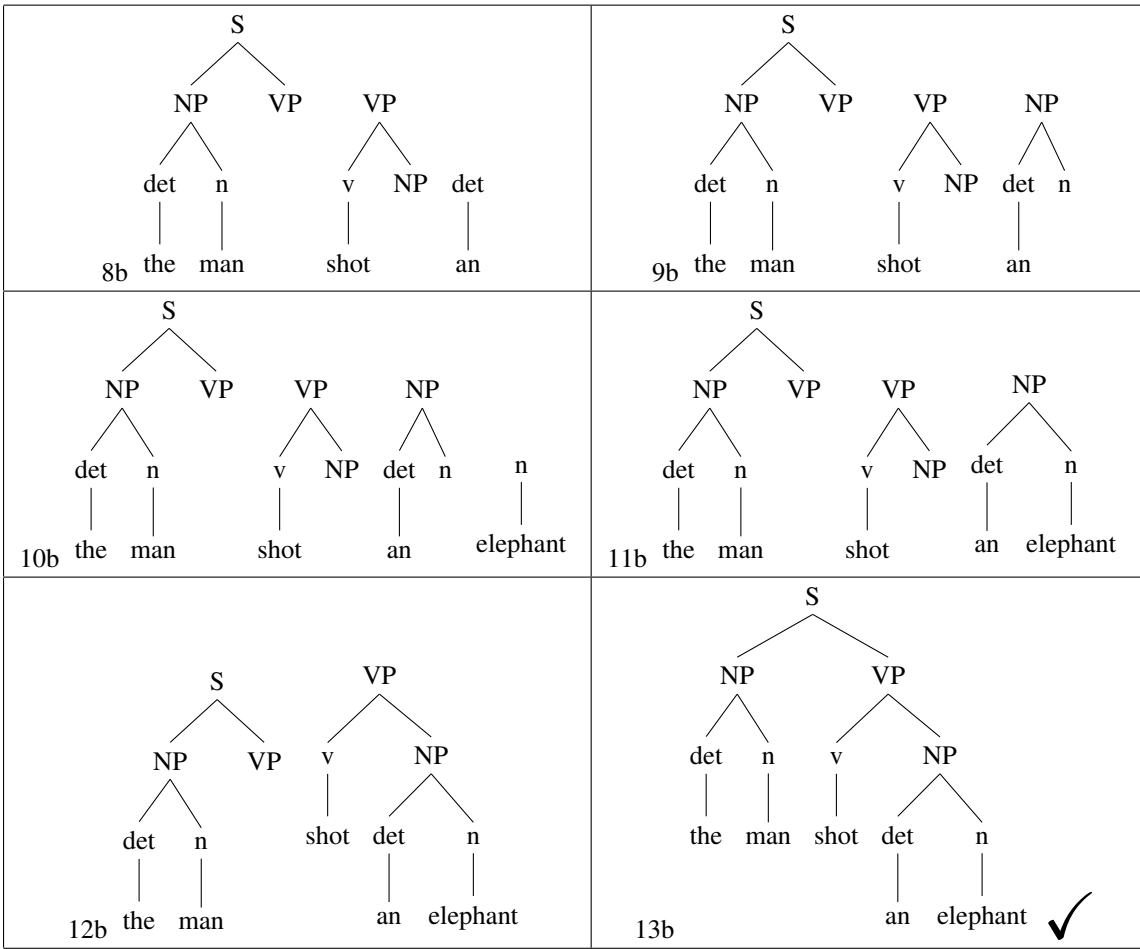 S
NP VP VP
det n v NP det
8b the man shot an
S
NP VP VP NP
det n v NP det n
9b the man shot an
S
NP VP VP NP
det n v NP det n n
10b the man shot an elephant
S
NP VP VP NP
det n v NP det n
11b the man shot an elephant
S VP
NP VP v NP
det n shot det n
12b the man an elephant
S
NP VP
det n v NP
the man shot det n
13b an elephant ✓